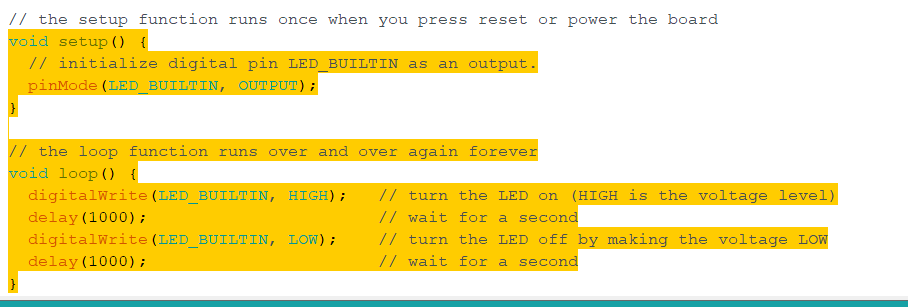 // the setup function runs once when you press reset or power the board
void setup() {
  // initialize digital pin LED_BUILTIN as an output.
  pinMode(LED_BUILTIN, OUTPUT);
}

// the loop function runs over and over again forever
void loop() {
  digitalWrite(LED_BUILTIN, HIGH);   // turn the LED on (HIGH is the voltage level)
  delay(1000);                       // wait for a second
  digitalWrite(LED_BUILTIN, LOW);    // turn the LED off by making the voltage LOW
  delay(1000);                       // wait for a second
}